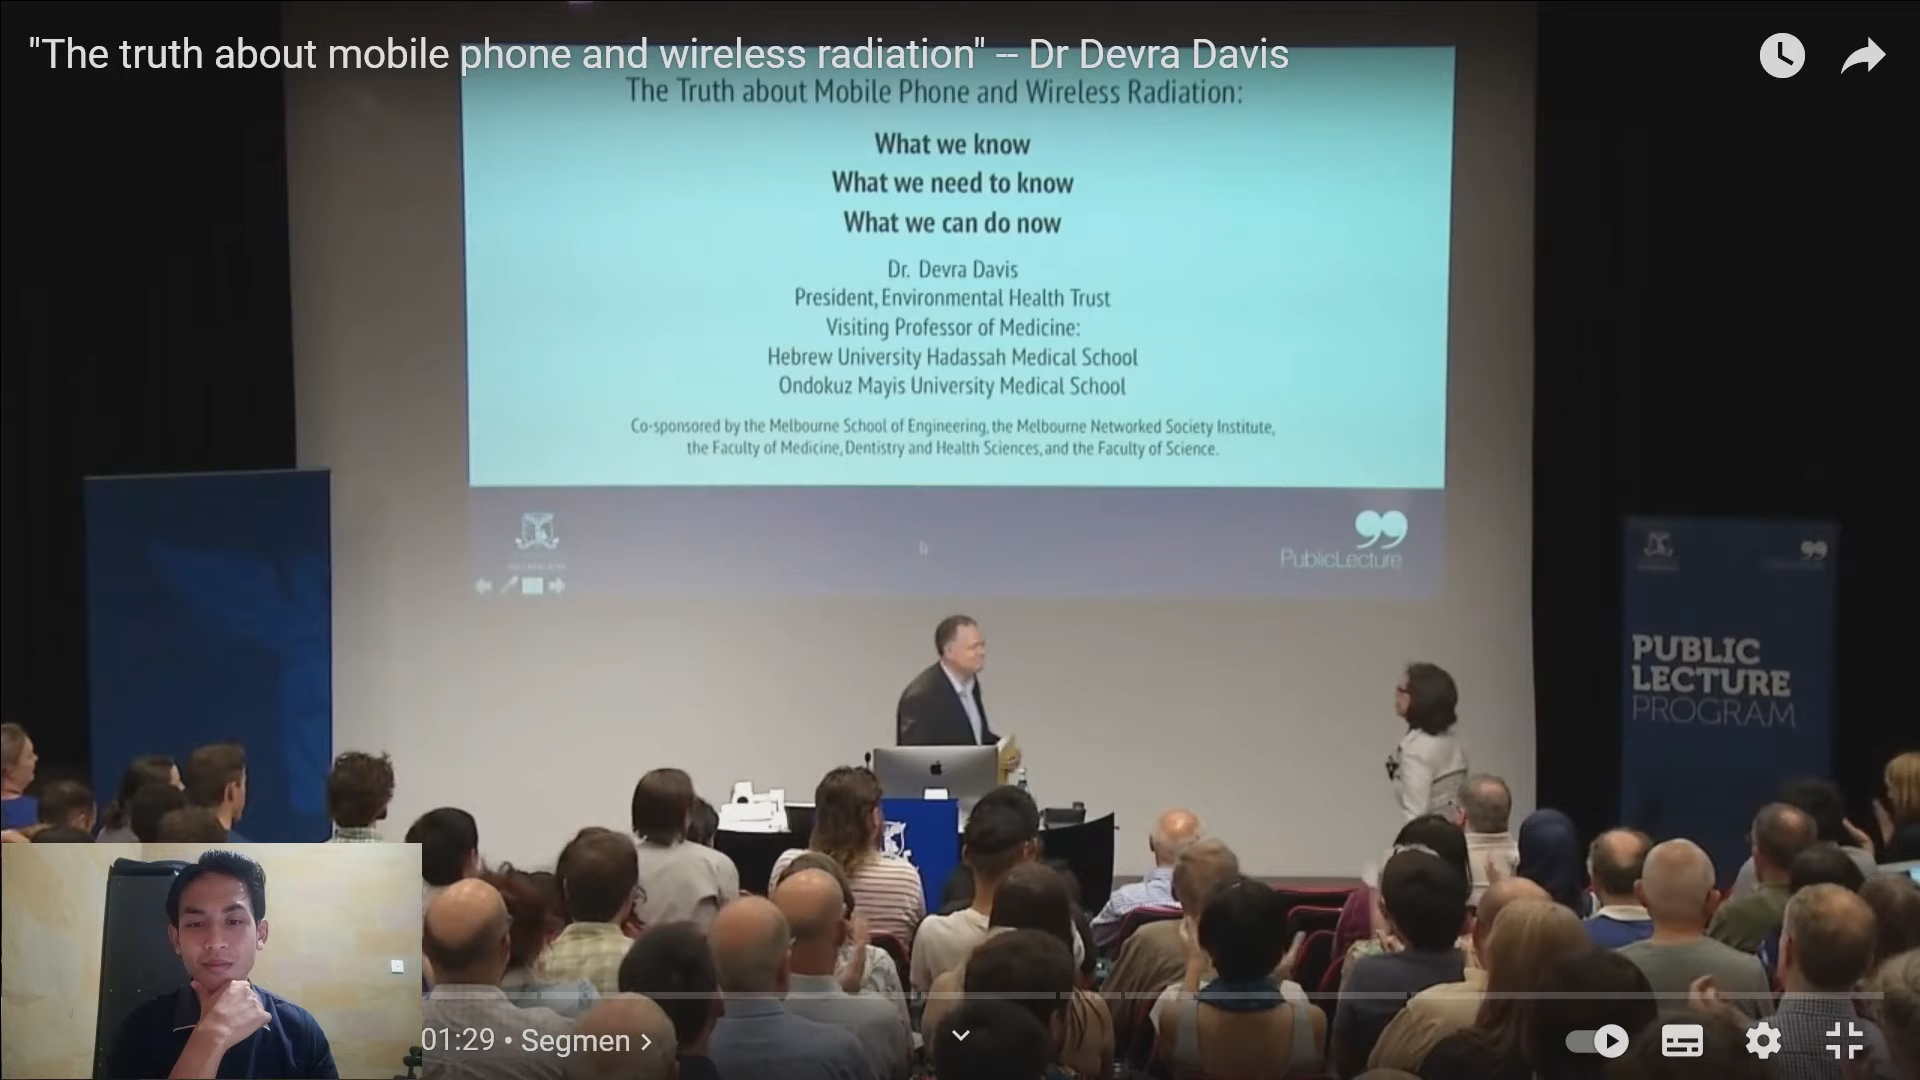 "The truth about mobile phone and wireless radiation" -- Dr Devra Davis
The Truth about Mobile Phone and Wireless Radiation:
What we know
What we need to know
What we can do now
Dr. Devra Davis
President, Environmental Health Trust
Visiting Professor of Medicine:
Hebrew University Hadassah Medical School
Ondokuz Mayis University Medical School
Co-sponsored by the Melbourne School of Engineering, the Melbourne Networked Society Institute,
the Faculty of Medicine, Dentistry and Health Sciences, and the Faculty of Science.
PublicLecture
PUBLIC
LECTURE
PROGRAM
01:29 • Segmen